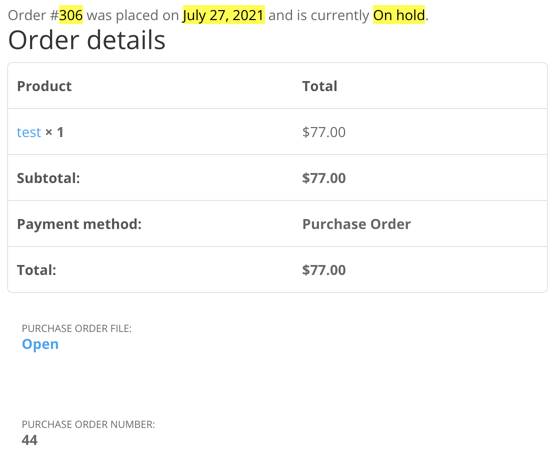 Order #306 was placed on July 27, 2021 and is currently On hold.
Order details
Product Total
test × 1 $77.00
Subtotal: $77.00
Payment method: Purchase Order
Total: $77.00
PURCHASE ORDER FILE:
Open
PURCHASE ORDER NUMBER:
44